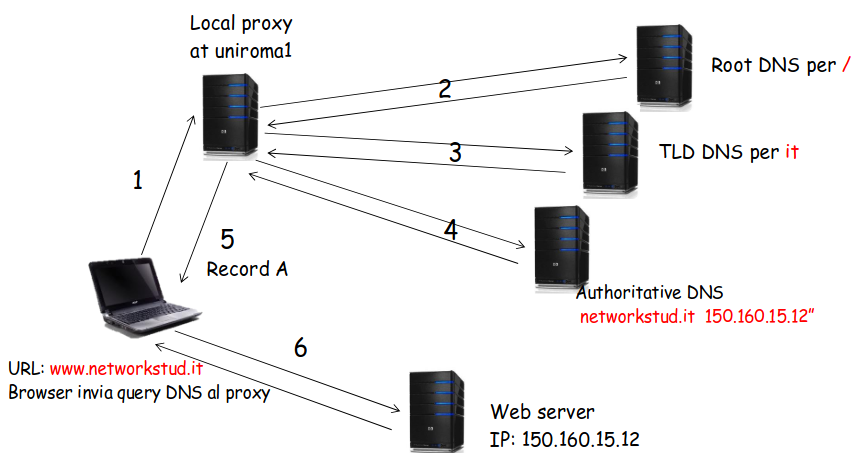 Local proxy
at uniroma1
Root DNS per /
2
TLD DNS per it
3
1
4
5
Record A
Authoritative DNS
networkstud.it 150.160.15.12”
6
URL: www.networkstud.it
Browser invia query DNS al proxy
Web server
IP: 150.160.15.12